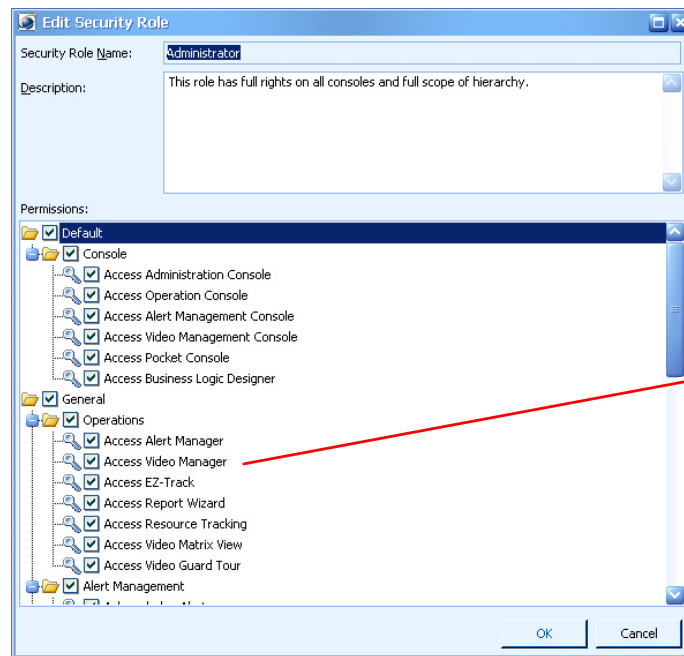 Edit Security Role
Security Role Name: Administrator
Description: This role has full rights on all consoles and full scope of hierarchy.
Permissions:
Default
Console
Access Administration Console
Access Operation Console
Access Alert Management Console
Access Video Management Console
Access Pocket Console
Access Business Logic Designer
General
Operations
Access Alert Manager
Access Video Manager
Access EZ-Track
Access Report Wizard
Access Resource Tracking
Access Video Matrix View
Access Video Guard Tour
Alert Management
OK Cancel